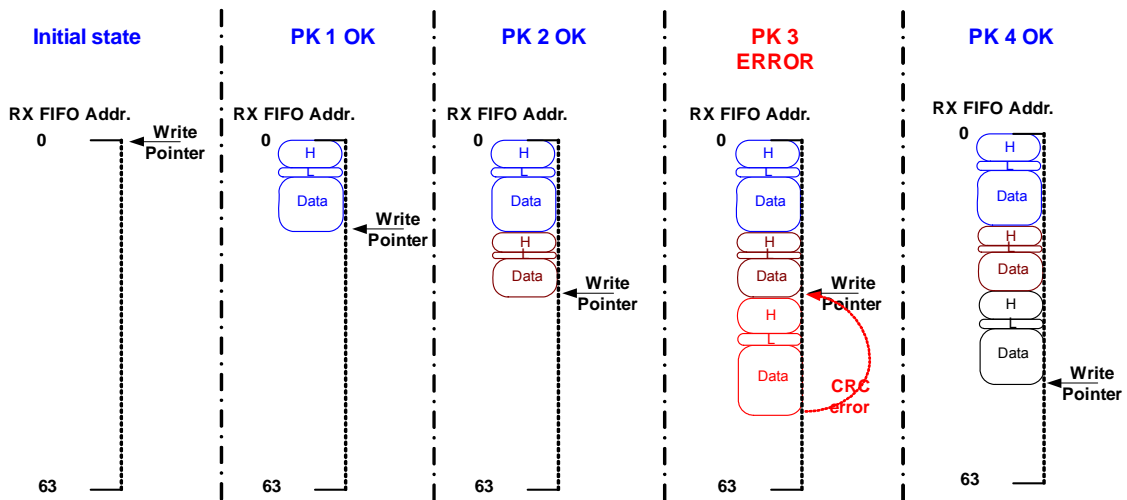 Initial state
RX FIFO Addr.
0
Write
Pointer
63
PK 1 OK
RX FIFO Addr.
0
H
L
Data
Write
Pointer
63
PK 2 OK
RX FIFO Addr.
0
H
L
Data
H
L
Data
Write
Pointer
63
PK 3
ERROR
RX FIFO Addr.
0
H
L
Data
H
L
Data
Write
Pointer
H
L
Data
CRC
error
63
PK 4 OK
RX FIFO Addr.
0
H
L
Data
H
L
Data
H
L
Data
Write
Pointer
63